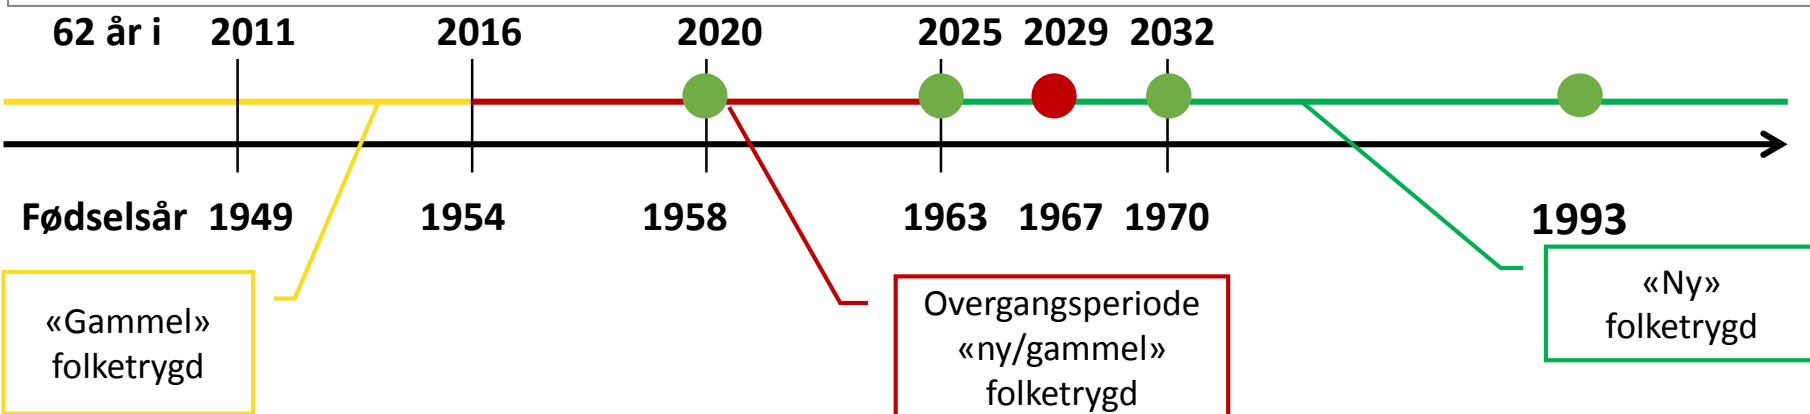 62 år i 2011 2016 2020 2025 2029 2032
Fødselsår 1949 1954 1958 1963 1967 1970 1993
«Gammel»
folketrygd
Overgangsperiode
«ny/gammel»
folketrygd
«Ny»
folketrygd